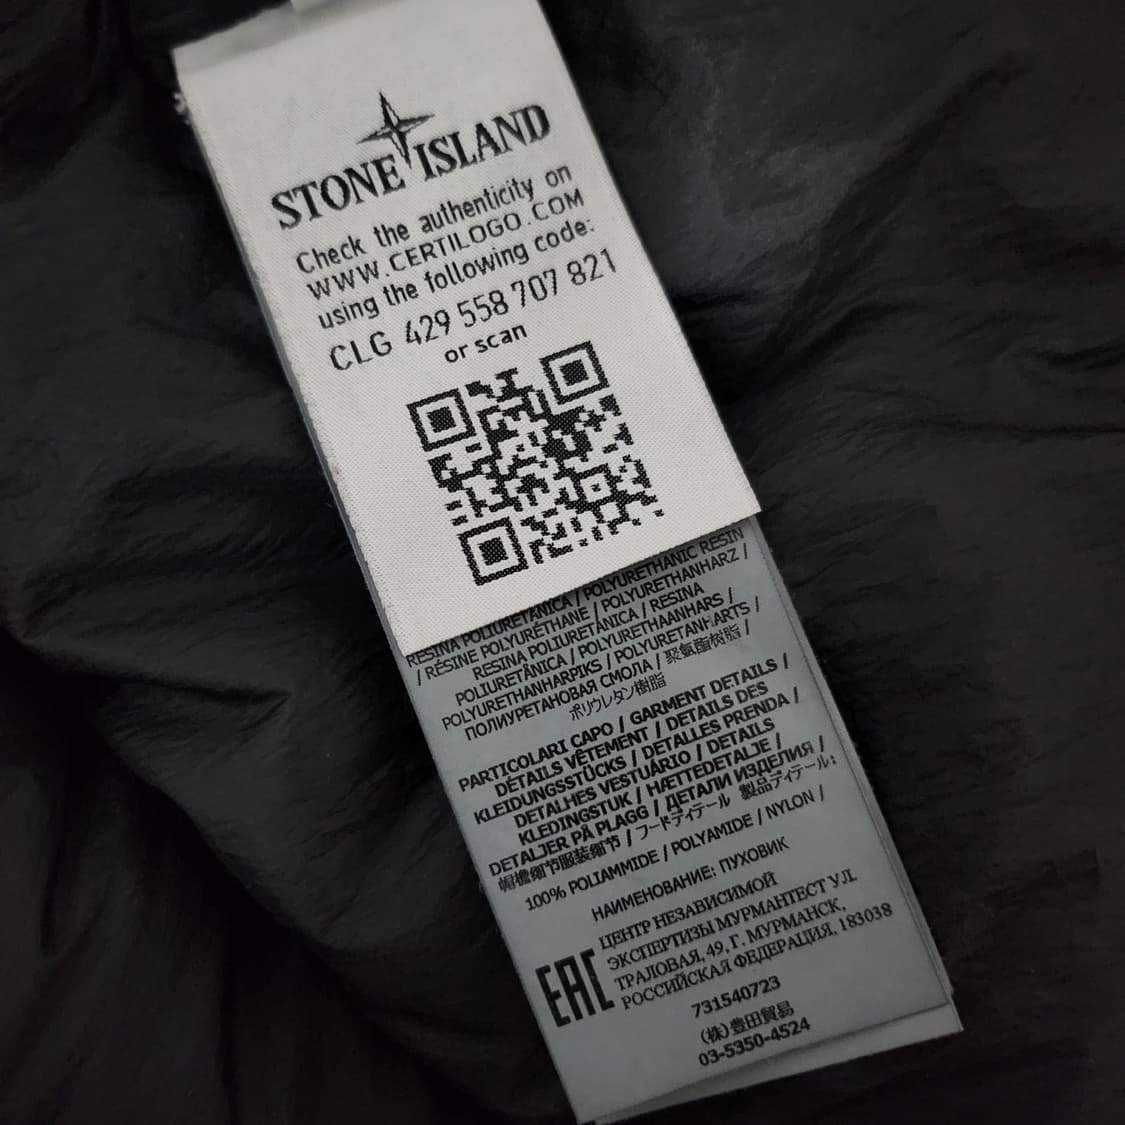 STONE ISLAND
Check the authenticity on
WWW.CERTILOGO.COM
using the following code:
CLG 429 558 707 821
or scan
RESINA POLIURETANICA / POLYURETHANIC RESIN
/ RÉSINE POLYURÉTHANE / POLYURETHANHARZ /
RESINA POLIURETÂNICA / RESINA
POLIURETÂNICA / POLYURETHAANHARS /
POLYURETHANHARPIKS / POLYURETANHARTS /
ПОЛИУРЕТАНОВАЯ СМОЛА / 聚氨酯树脂 /
ポリウレタン樹脂
PARTICOLARI CAPO / GARMENT DETAILS /
DÉTAILS VÊTEMENT / DETAILS DES
KLEIDUNGSSTÜCKS / DETALLES PRENDA /
DETALHES VESTUÁRIO / DETAILS
KLEDINGSTUK / HÆTTEDETALJE /
DETALJER PÅ PLAGG / ДЕТАЛИ ИЗДЕЛИЯ /
帽檐细节服装细节 / フードディテール 製品ディテール:
100% POLIAMMIDE / POLYAMIDE / NYLON /
НАИМЕНОВАНИЕ: ПУХОВИК
EAC ЦЕНТР НЕЗАВИСИМОЙ
ЭКСПЕРТИЗЫ МУРМАНТЕСТ УЛ.
ТРАЛОВАЯ, 49, Г. МУРМАНСК,
РОССИЙСКАЯ ФЕДЕРАЦИЯ, 183038
731540723
(株)豊田貿易
03-5350-4524